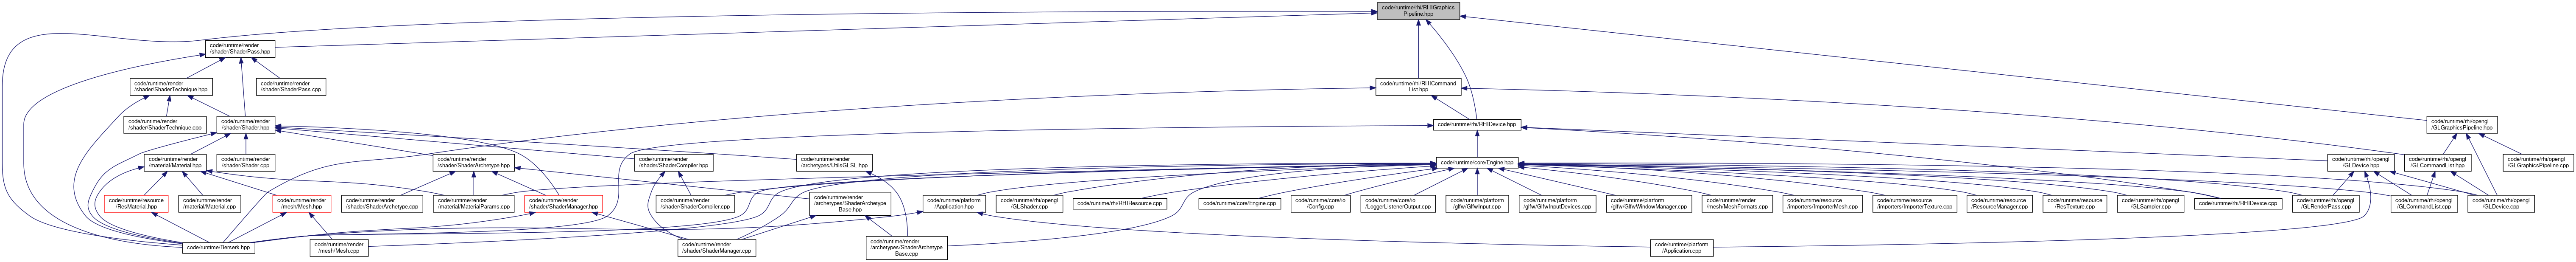 code/runtime/rhi/RHIGraphics
Pipeline.hpp
code/runtime/render
/shader/ShaderPass.hpp
code/runtime/render
/shader/ShaderTechnique.hpp
code/runtime/render
/shader/ShaderPass.cpp
code/runtime/rhi/RHICommand
List.hpp
code/runtime/render
/shader/ShaderTechnique.cpp
code/runtime/render
/shader/Shader.hpp
code/runtime/rhi/RHIDevice.hpp
code/runtime/rhi/opengl
/GLGraphicsPipeline.hpp
code/runtime/render
/material/Material.hpp
code/runtime/render
/shader/Shader.cpp
code/runtime/render
/shader/ShaderArchetype.hpp
code/runtime/render
/shader/ShaderCompiler.hpp
code/runtime/render
/archetypes/UtilsGLSL.hpp
code/runtime/core/Engine.hpp
code/runtime/rhi/opengl
/GLDevice.hpp
code/runtime/rhi/opengl
/GLCommandList.hpp
code/runtime/rhi/opengl
/GLGraphicsPipeline.cpp
code/runtime/resource
/ResMaterial.hpp
code/runtime/render
/material/Material.cpp
code/runtime/render
/mesh/Mesh.hpp
code/runtime/render
/shader/ShaderArchetype.cpp
code/runtime/render
/material/MaterialParams.cpp
code/runtime/render
/shader/ShaderManager.hpp
code/runtime/render
/shader/ShaderCompiler.cpp
code/runtime/render
/archetypes/ShaderArchetype
Base.hpp
code/runtime/platform
/Application.hpp
code/runtime/rhi/opengl
/GLShader.cpp
code/runtime/rhi/RHIResource.cpp
code/runtime/core/Engine.cpp
code/runtime/core/io
/Config.cpp
code/runtime/core/io
/LoggerListenerOutput.cpp
code/runtime/platform
/glfw/GlfwInput.cpp
code/runtime/platform
/glfw/GlfwInputDevices.cpp
code/runtime/platform
/glfw/GlfwWindowManager.cpp
code/runtime/render
/mesh/MeshFormats.cpp
code/runtime/resource
/importers/ImporterMesh.cpp
code/runtime/resource
/importers/ImporterTexture.cpp
code/runtime/resource
/ResourceManager.cpp
code/runtime/resource
/ResTexture.cpp
code/runtime/rhi/opengl
/GLSampler.cpp
code/runtime/rhi/RHIDevice.cpp
code/runtime/rhi/opengl
/GLRenderPass.cpp
code/runtime/rhi/opengl
/GLCommandList.cpp
code/runtime/rhi/opengl
/GLDevice.cpp
code/runtime/Berserk.hpp
code/runtime/render
/mesh/Mesh.cpp
code/runtime/render
/shader/ShaderManager.cpp
code/runtime/render
/archetypes/ShaderArchetype
Base.cpp
code/runtime/platform
/Application.cpp